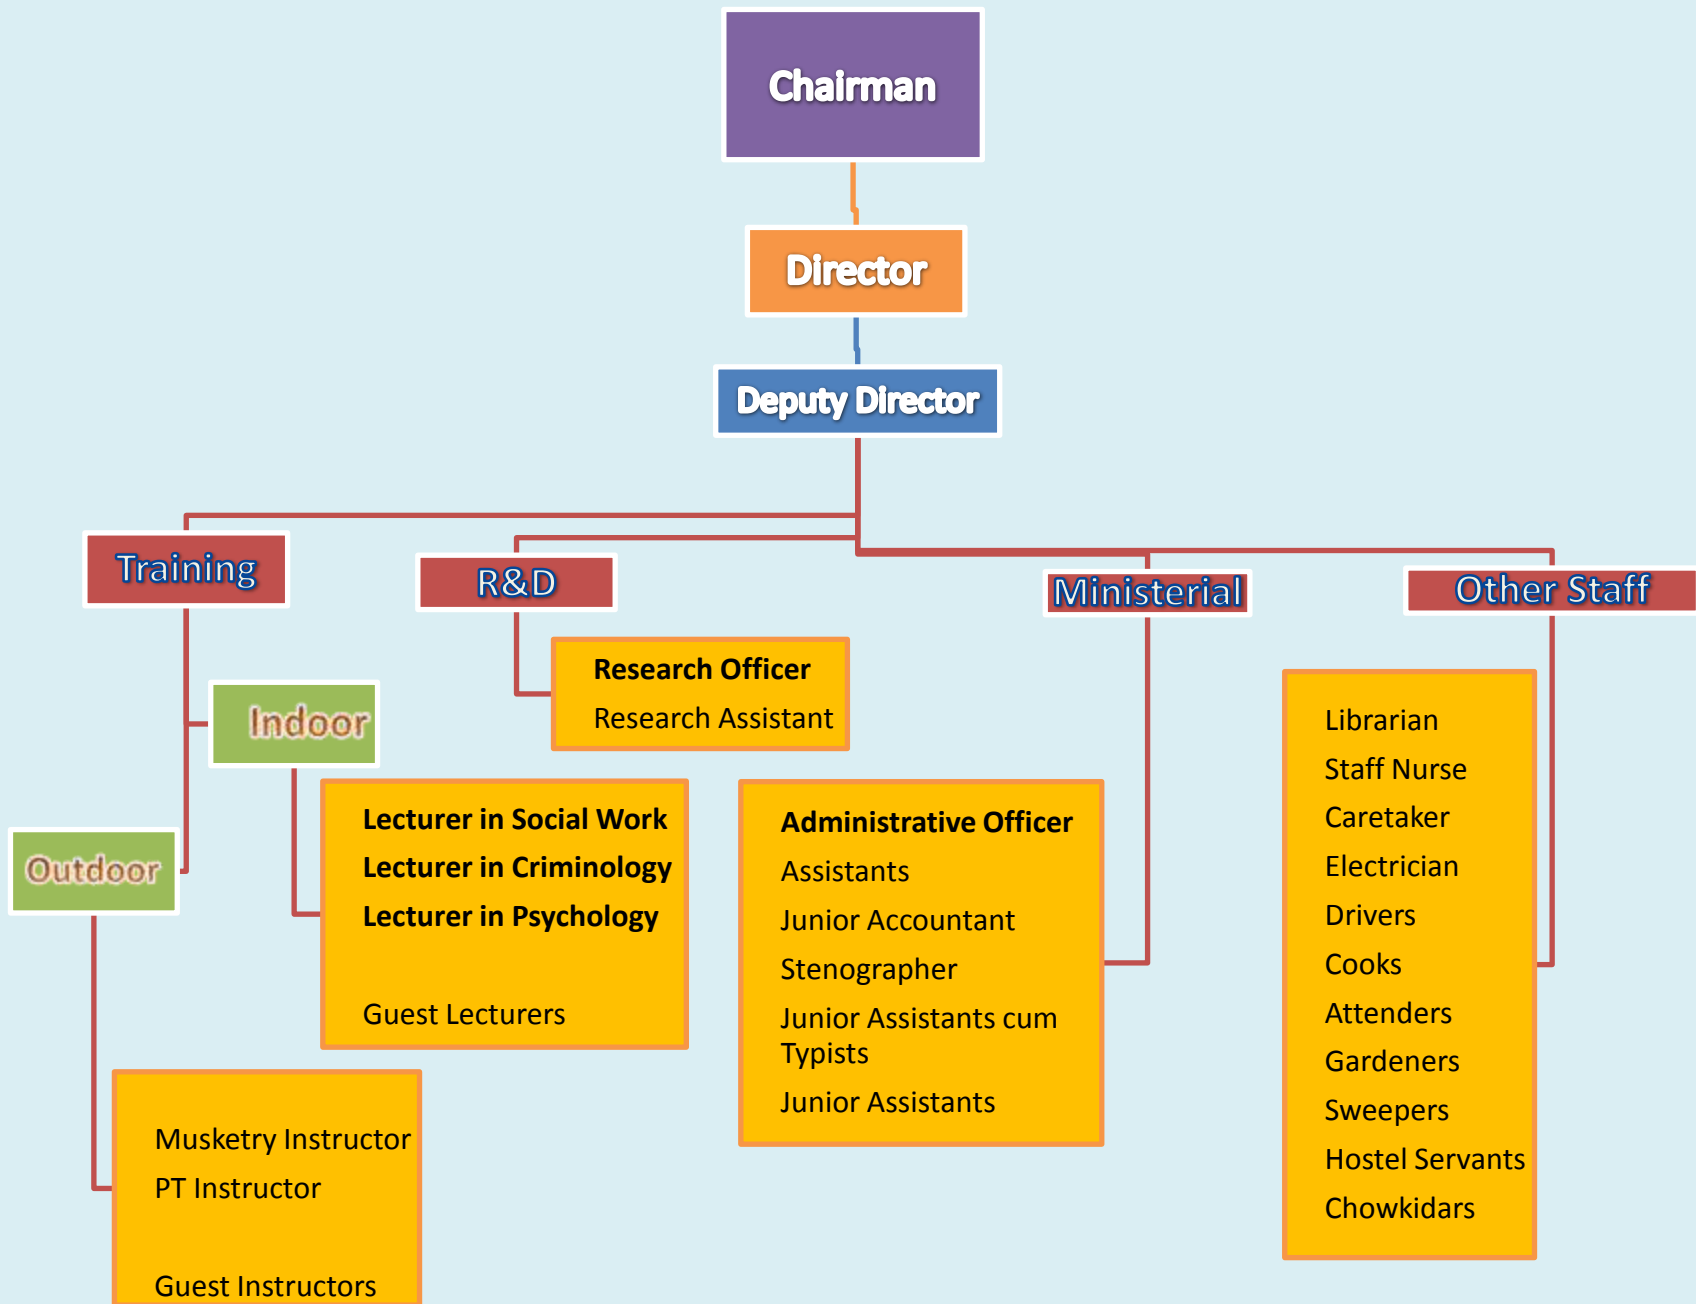 Chairman
Director
Deputy Director
Training
R&D
Ministerial
Other Staff
Research Officer
Research Assistant
Indoor
Lecturer in Social Work
Lecturer in Criminology
Lecturer in Psychology
Guest Lecturers
Outdoor
Musketry Instructor
PT Instructor
Guest Instructors
Administrative Officer
Assistants
Junior Accountant
Stenographer
Junior Assistants cum
Typists
Junior Assistants
Librarian
Staff Nurse
Caretaker
Electrician
Drivers
Cooks
Attenders
Gardeners
Sweepers
Hostel Servants
Chowkidars